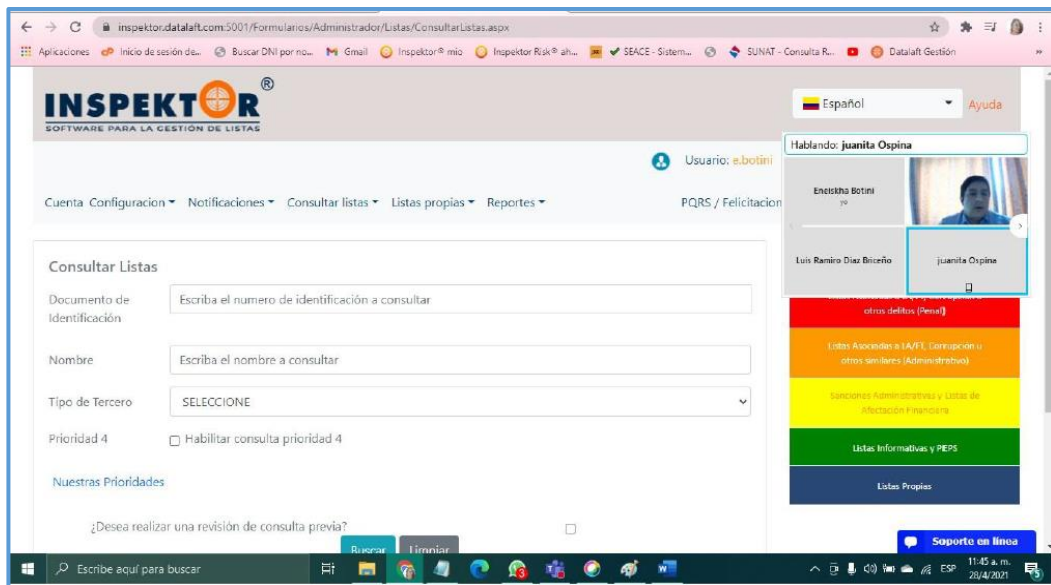 inspektor.datalaft.com:5001/Formularios/Administrador/Listas/ConsultarListas.aspx
Aplicaciones Inicio de sesión de... Buscar DNI por no... Gmail Inspektor® mio Inspektor Risk® ah... SEACE - Sistem... SUNAT - Consulta R... Datalaft Gestión
INSPEKTOR®
SOFTWARE PARA LA GESTIÓN DE LISTAS
Español
Ayuda
Usuario: e.botini
Hablando: juanita Ospina
Eneiskha Botini
yo
Luis Ramiro Diaz Briceño
juanita Ospina
Cuenta Configuracion Notificaciones Consultar listas Listas propias Reportes PQRS / Felicitacion
Consultar Listas
Documento de
Identificación
Escriba el numero de identificación a consultar
Nombre
Escriba el nombre a consultar
Tipo de Tercero
SELECCIONE
Prioridad 4
Habilitar consulta prioridad 4
Nuestras Prioridades
¿Desea realizar una revisión de consulta previa?
Buscar Limpiar
otros delitos (Penal)
Listas Asociadas a LA/FT, Corrupción u
otros similares (Administrativo)
Sanciones Administrativas y Listas de
Afectación Financiera
Listas Informativas y PEPS
Listas Propias
Soporte en línea
Escribe aquí para buscar
ESP
11:45 a. m.
28/4/2021
5